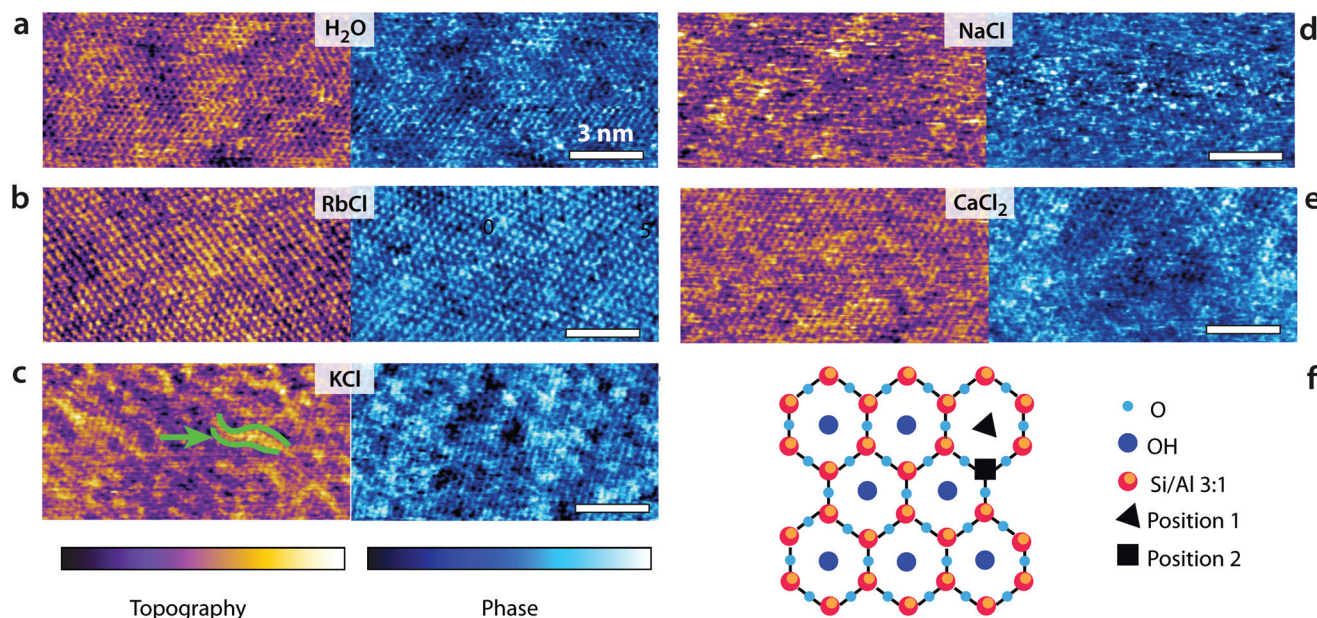 a
H₂O
3 nm
b
RbCl
0
5
c
KCl
Topography
Phase
NaCl
d
CaCl₂
e
f
O
OH
Si/Al 3:1
Position 1
Position 2